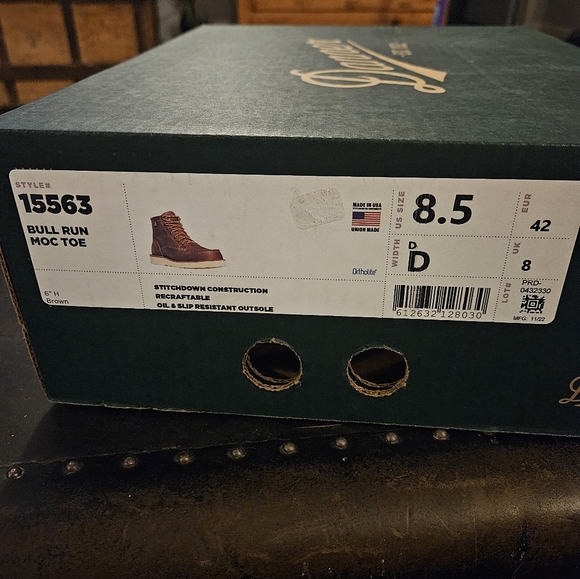 Danner
STYLE#
15563
BULL RUN
MOC TOE
6" H
Brown
MADE IN USA
UNION MADE
Ortholite
STITCHDOWN CONSTRUCTION
RECRAFTABLE
OIL & SLIP RESISTANT OUTSOLE
US SIZE
8.5
WIDTH
D
D
EUR
42
UK
8
612632128030
LOT#
PRD-
0432330
MFG: 11/22